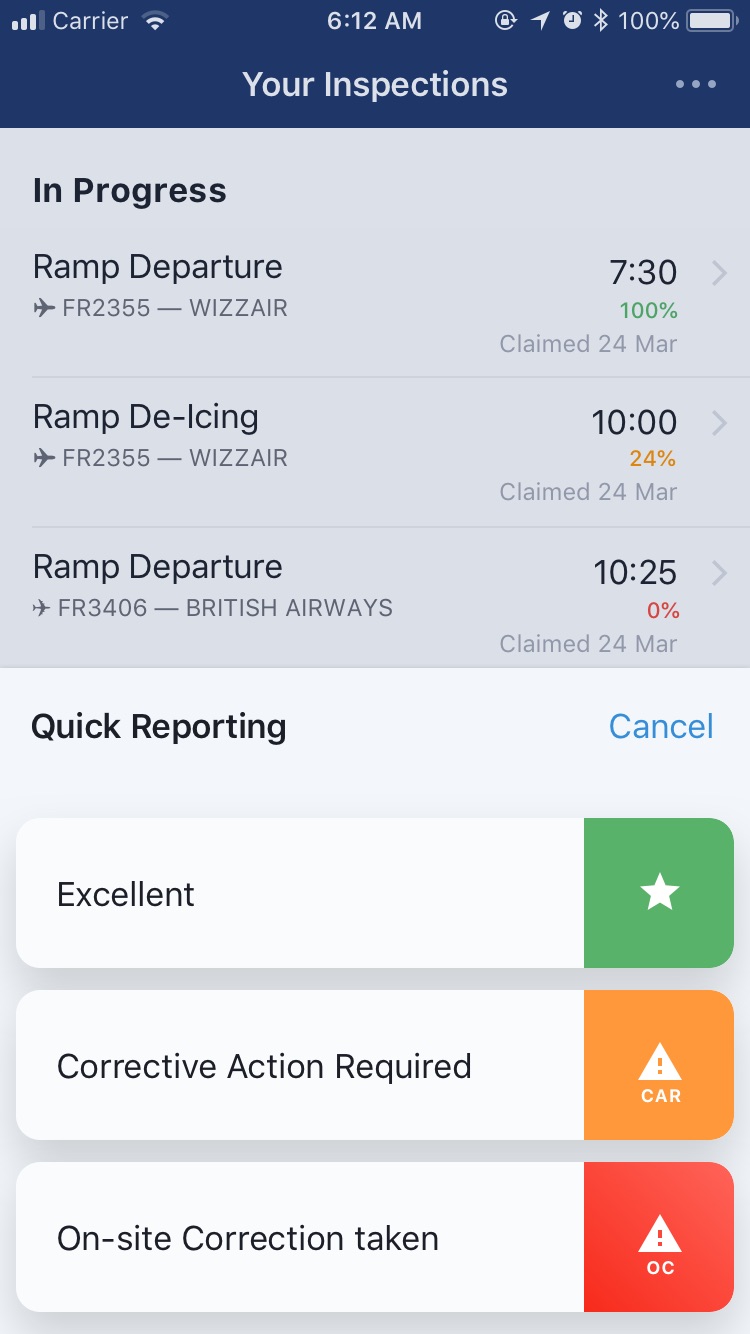 Carrier 6:12 AM 100%
Your Inspections
In Progress
Ramp Departure 7:30
FR2355 — WIZZAIR 100%
Claimed 24 Mar
Ramp De-Icing 10:00
FR2355 — WIZZAIR 24%
Claimed 24 Mar
Ramp Departure 10:25
FR3406 — BRITISH AIRWAYS 0%
Claimed 24 Mar
Quick Reporting Cancel
Excellent
Corrective Action Required
CAR
On-site Correction taken
OC